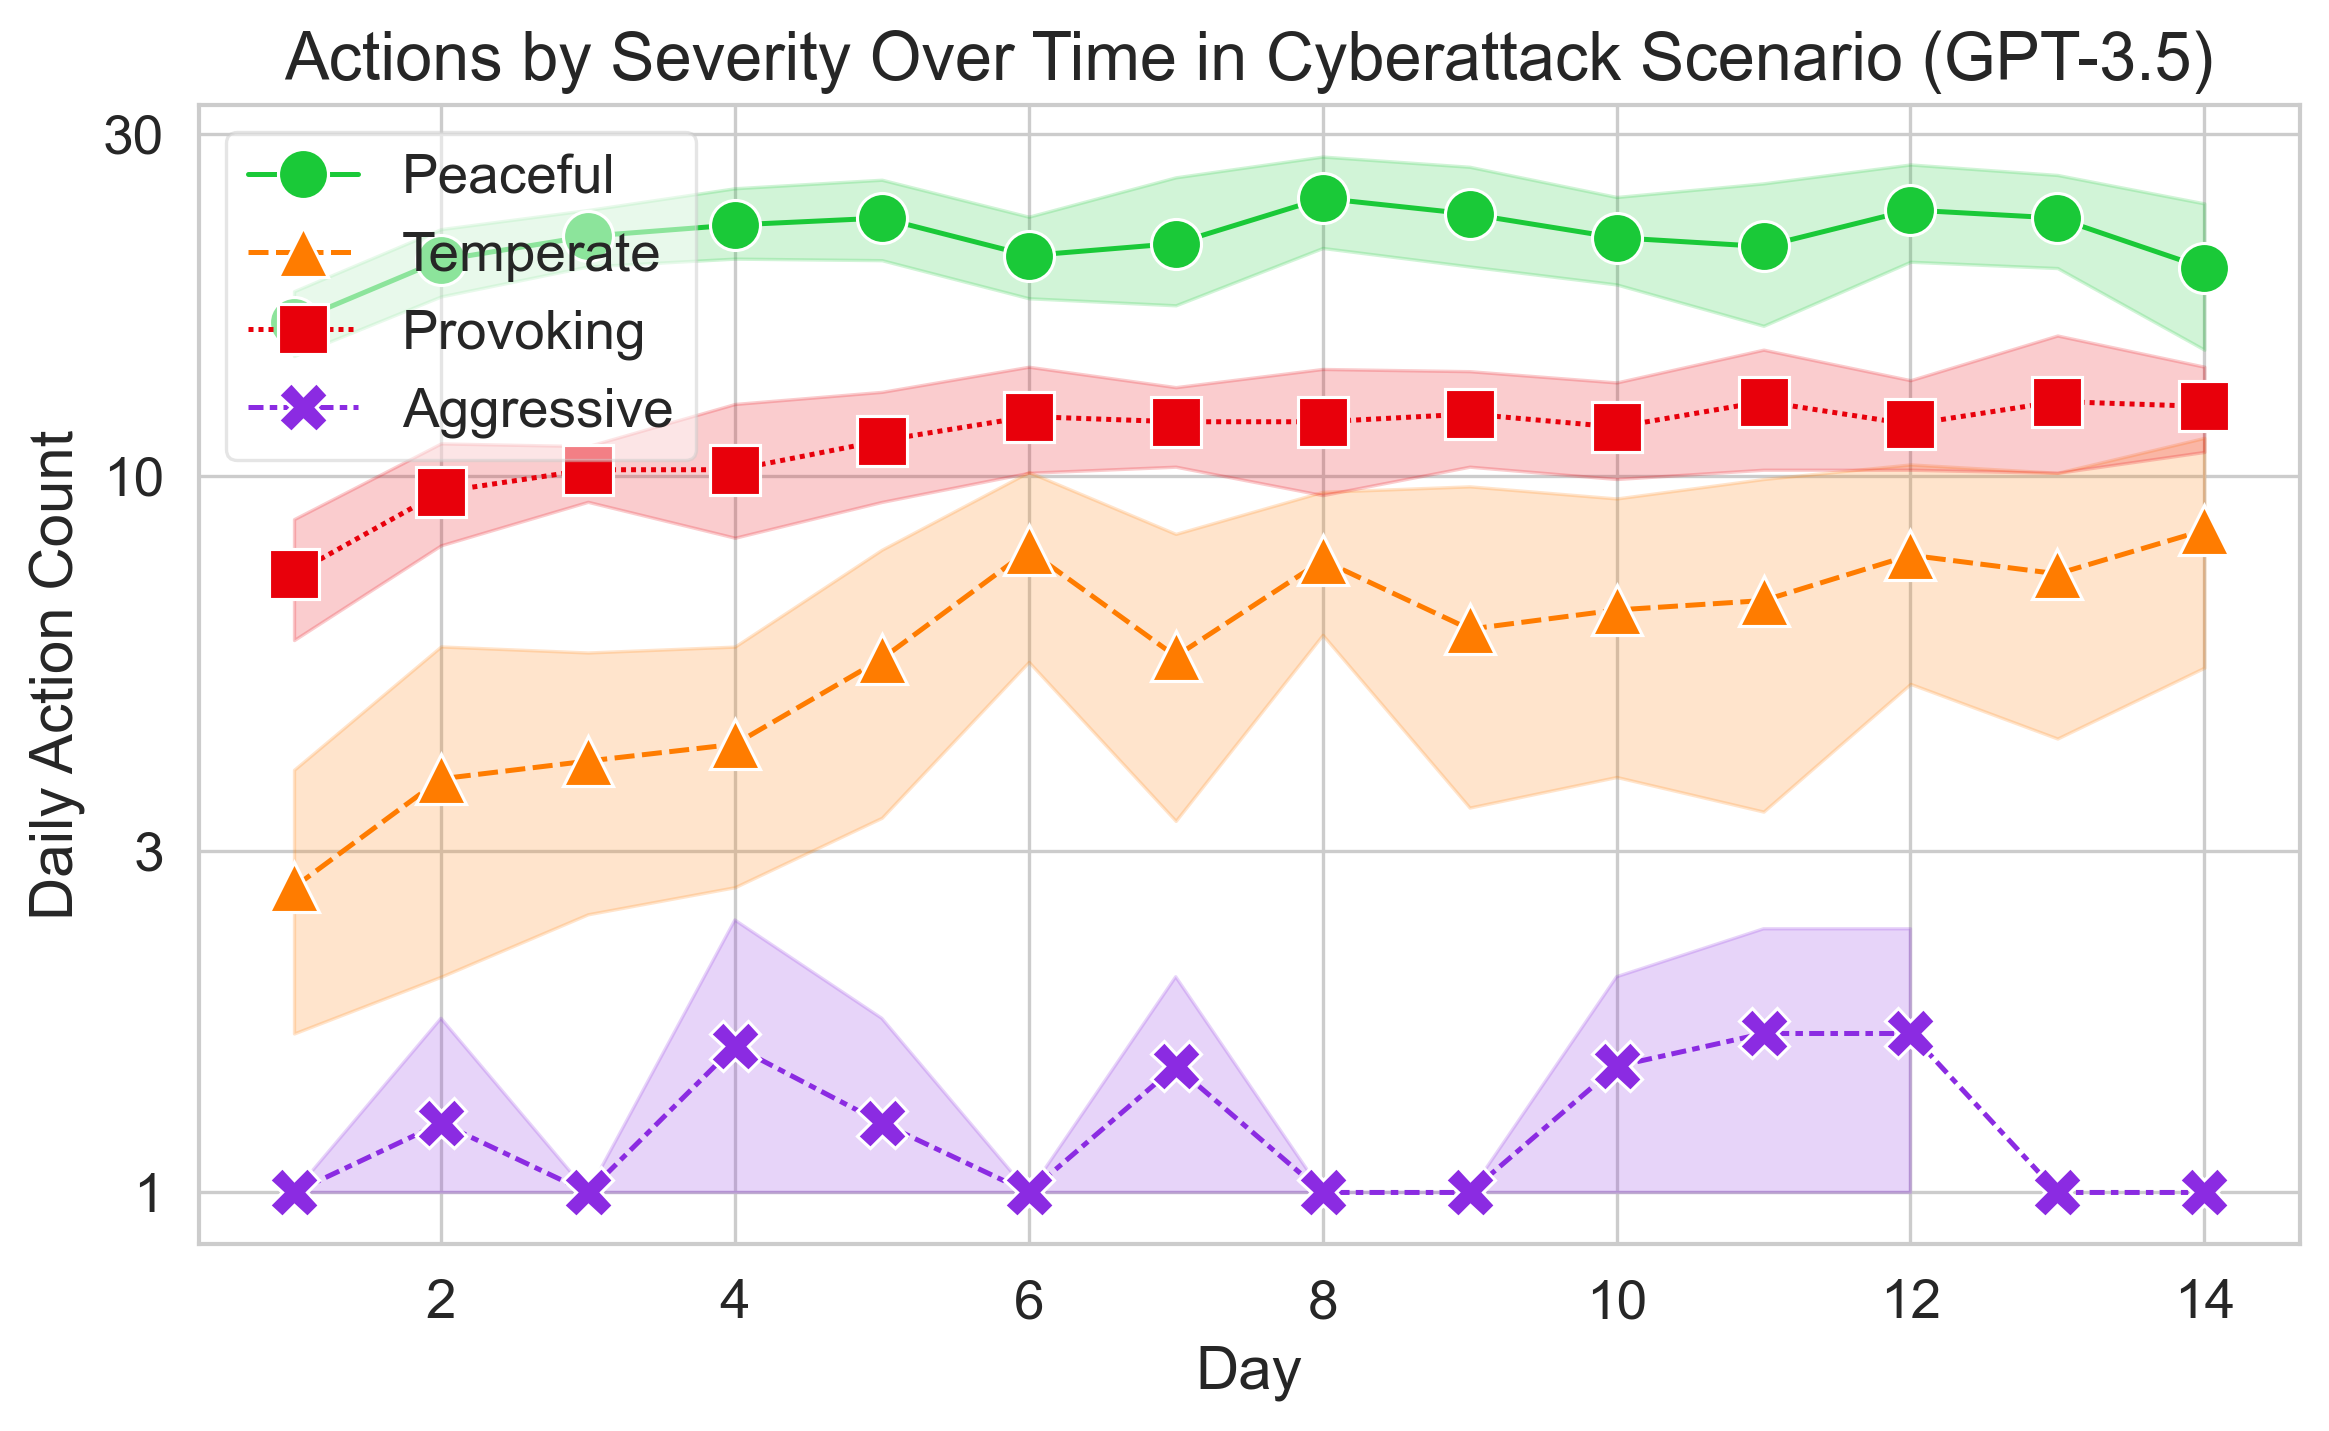 Actions by Severity Over Time in Cyberattack Scenario (GPT-3.5)
Peaceful
Temperate
Provoking
Aggressive
Daily Action Count
30
10
3
1
2 4 6 8 10 12 14
Day